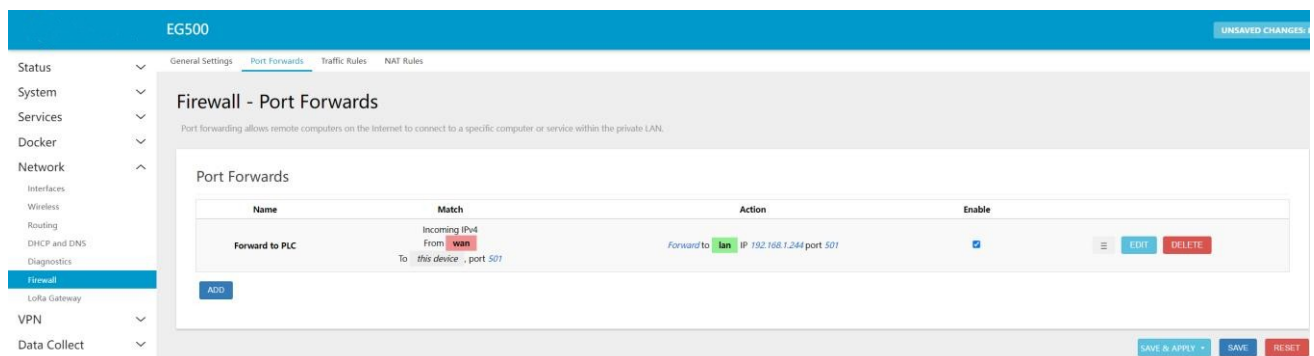 EG500
UNSAVED CHANGES:
Status
System
Services
Docker
Network
Interfaces
Wireless
Routing
DHCP and DNS
Diagnostics
Firewall
LoRa Gateway
VPN
Data Collect
General Settings Port Forwards Traffic Rules NAT Rules
Firewall - Port Forwards
Port forwarding allows remote computers on the Internet to connect to a specific computer or service within the private LAN.
Port Forwards
Name Match Action Enable
Forward to PLC
Incoming IPv4
From wan
To this device , port 501
Forward to lan IP 192.168.1.244 port 501
EDIT DELETE
ADD
SAVE & APPLY SAVE RESET